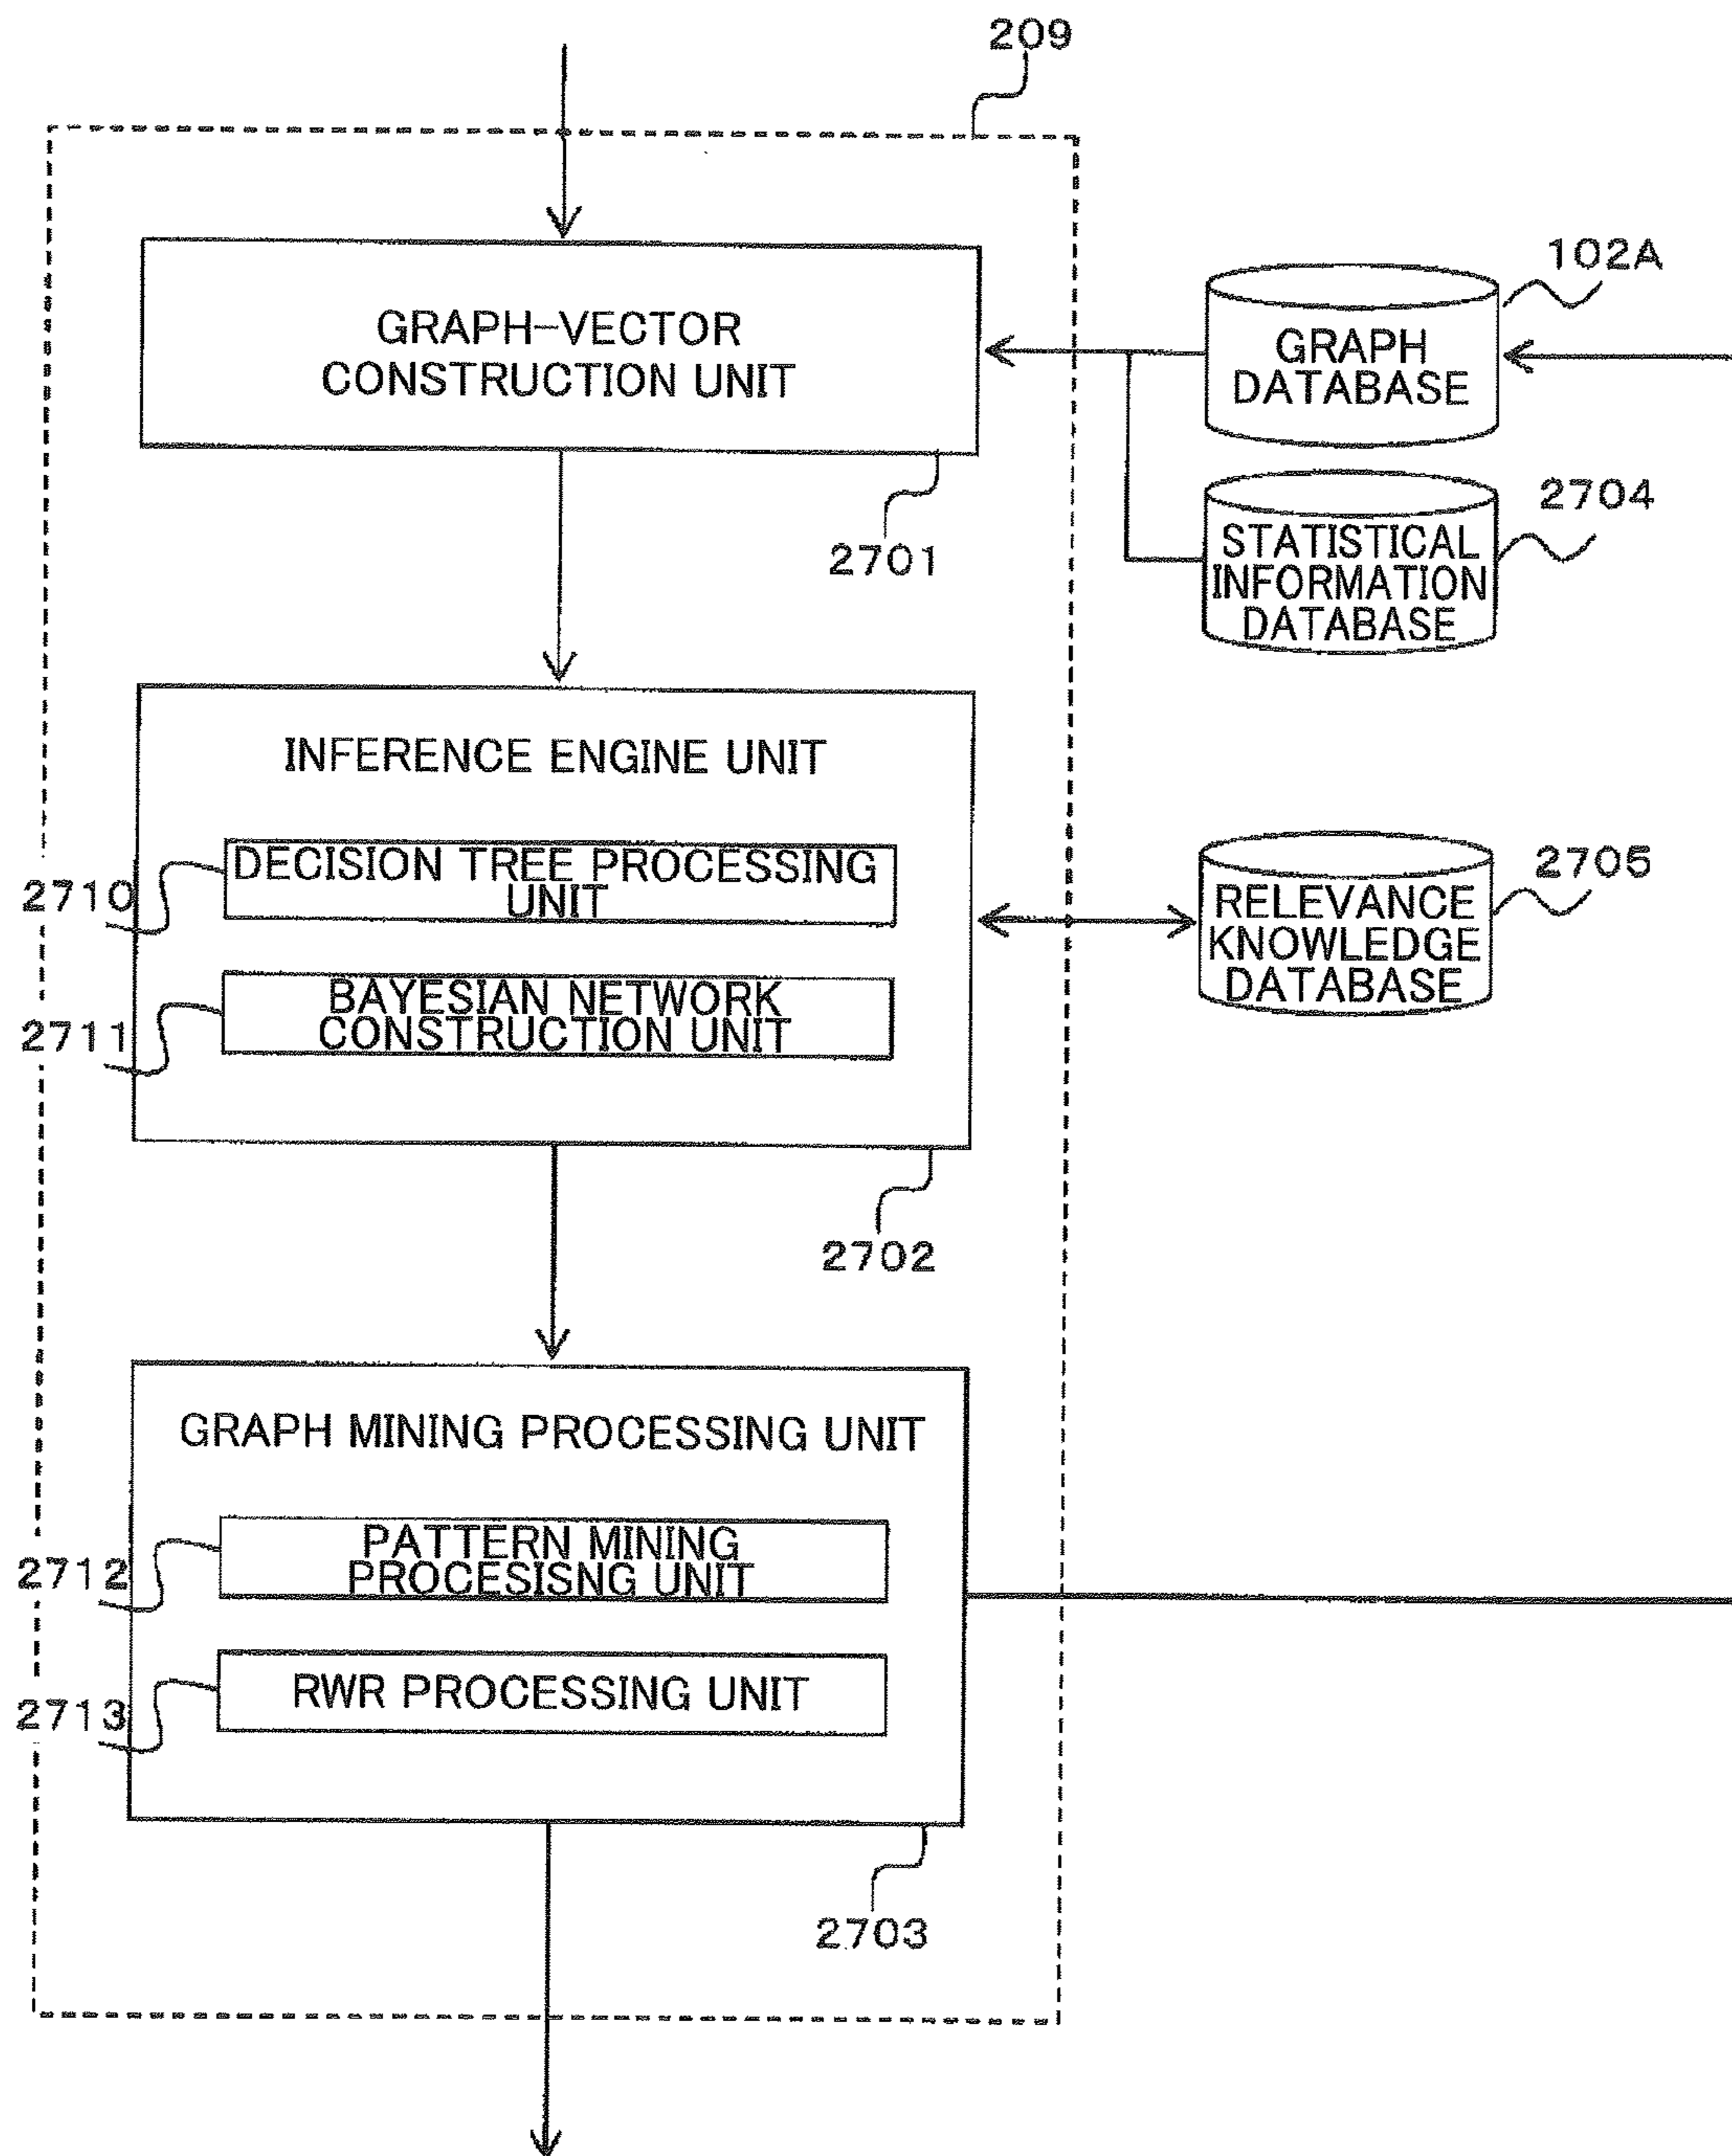 209
102A
GRAPH-VECTOR
CONSTRUCTION UNIT
GRAPH
DATABASE
2701
2704
STATISTICAL
INFORMATION
DATABASE
INFERENCE ENGINE UNIT
2710
DECISION TREE PROCESSING
UNIT
2705
RELEVANCE
KNOWLEDGE
DATABASE
2711
BAYESIAN NETWORK
CONSTRUCTION UNIT
2702
GRAPH MINING PROCESSING UNIT
2712
PATTERN MINING
PROCESISNG UNIT
2713
RWR PROCESSING UNIT
2703